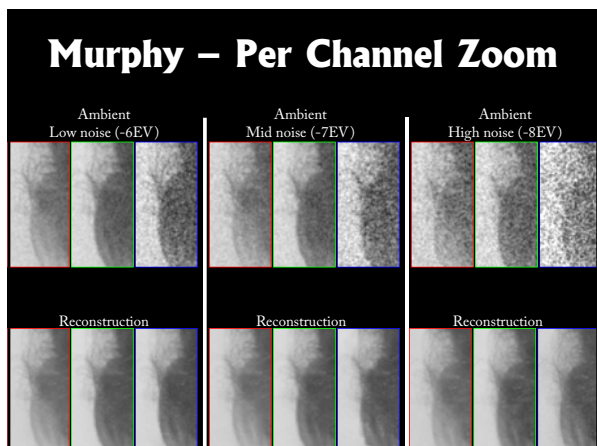 Murphy – Per Channel Zoom
Ambient
Low noise (-6EV)
Ambient
Mid noise (-7EV)
Ambient
High noise (-8EV)
Reconstruction
Reconstruction
Reconstruction